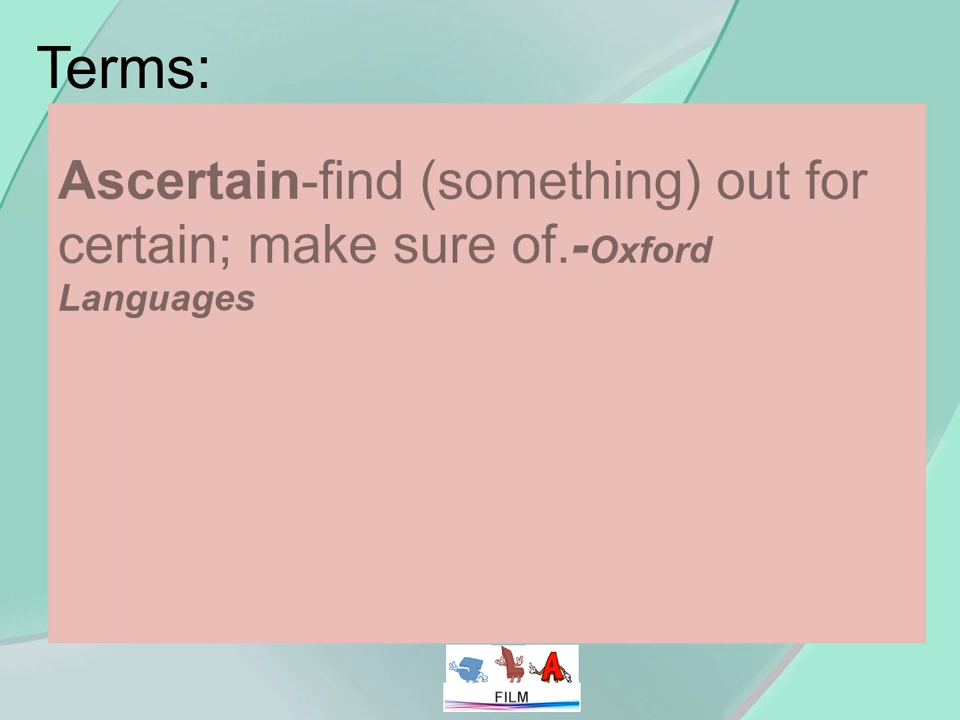 Terms:
Ascertain-find (something) out for
certain; make sure of.-Oxford
Languages
A
FILM